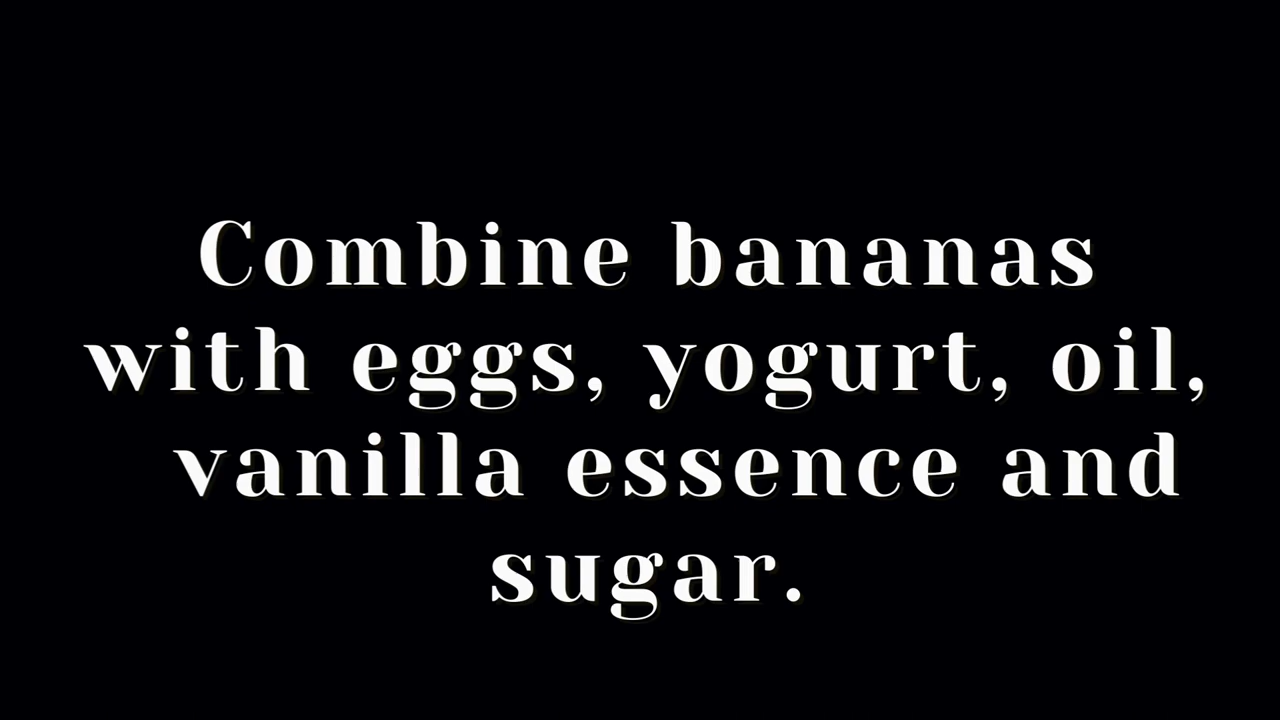 Combine bananas
with eggs, yogurt, oil,
vanilla essence and
sugar.